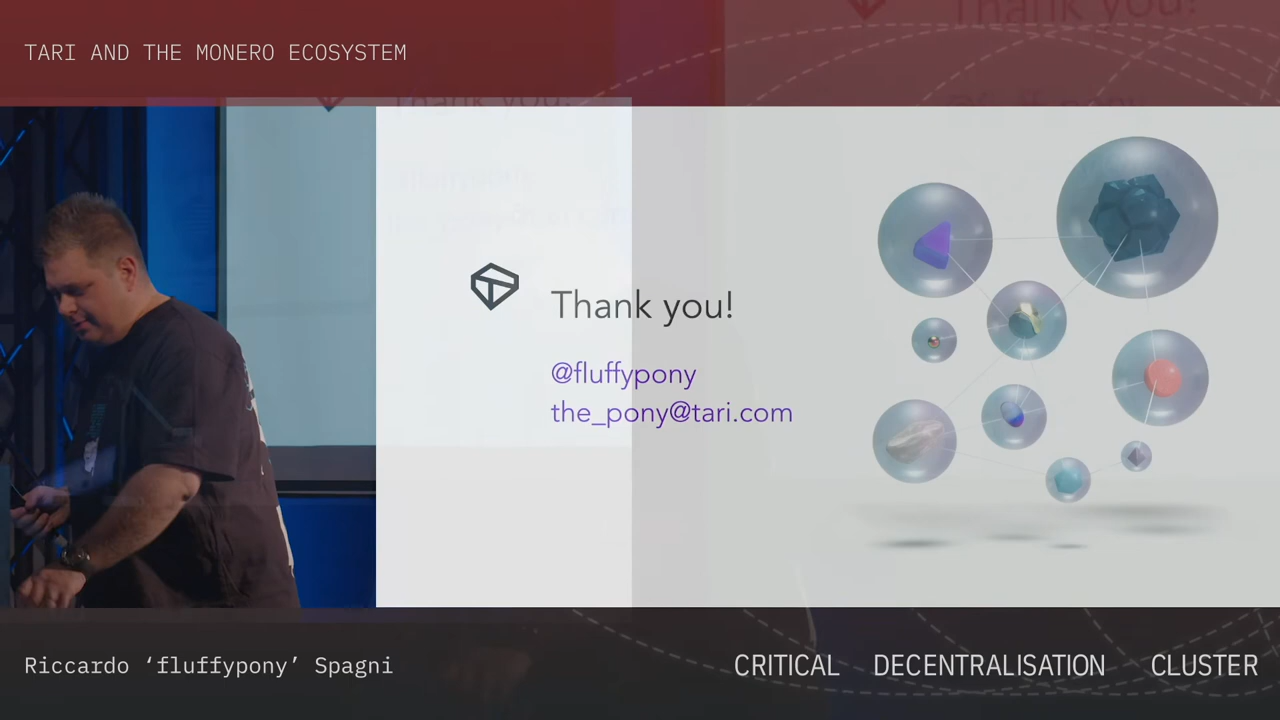 TARI AND THE MONERO ECOSYSTEM
Thank you!
@fluffypony
the_pony@tari.com
Riccardo ‘fluffypony’ Spagni
CRITICAL DECENTRALISATION CLUSTER